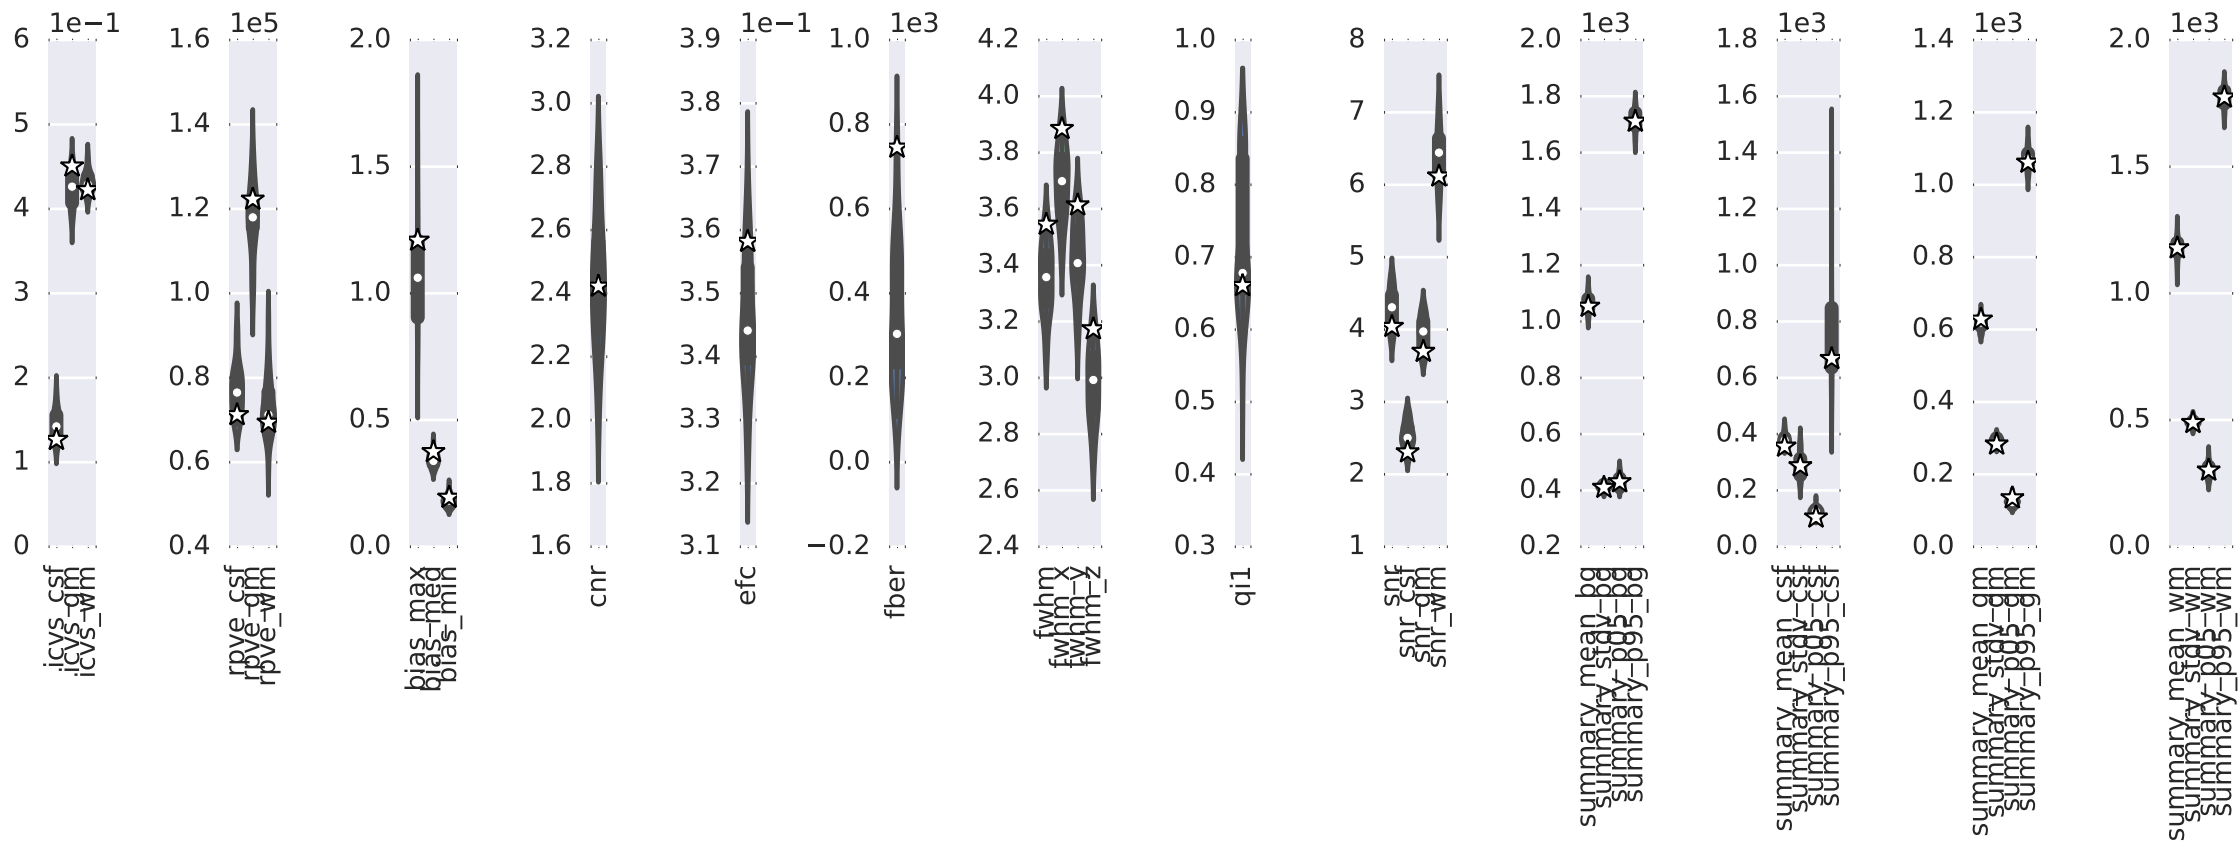 1e−1
6
5
4
3
2
1
0
icvs_csf
icvs_gm
icvs_wm
1e5
1.6
1.4
1.2
1.0
0.8
0.6
0.4
rpve_csf
rpve_gm
rpve_wm
2.0
1.5
1.0
0.5
0.0
bias_max
bias_med
bias_min
3.2
3.0
2.8
2.6
2.4
2.2
2.0
1.8
1.6
cnr
1e−1
3.9
3.8
3.7
3.6
3.5
3.4
3.3
3.2
3.1
efc
1e3
1.0
0.8
0.6
0.4
0.2
0.0
−0.2
fber
4.2
4.0
3.8
3.6
3.4
3.2
3.0
2.8
2.6
2.4
fwhm
fwhm_x
fwhm_y
fwhm_z
1.0
0.9
0.8
0.7
0.6
0.5
0.4
0.3
qi1
8
7
6
5
4
3
2
1
snr
snr_csf
snr_gm
snr_wm
1e3
2.0
1.8
1.6
1.4
1.2
1.0
0.8
0.6
0.4
0.2
summary_mean_bg
summary_stdv_bg
summary_p05_bg
summary_p95_bg
1e3
1.8
1.6
1.4
1.2
1.0
0.8
0.6
0.4
0.2
0.0
summary_mean_csf
summary_stdv_csf
summary_p05_csf
summary_p95_csf
1e3
1.4
1.2
1.0
0.8
0.6
0.4
0.2
0.0
summary_mean_gm
summary_stdv_gm
summary_p05_gm
summary_p95_gm
1e3
2.0
1.5
1.0
0.5
0.0
summary_mean_wm
summary_stdv_wm
summary_p05_wm
summary_p95_wm